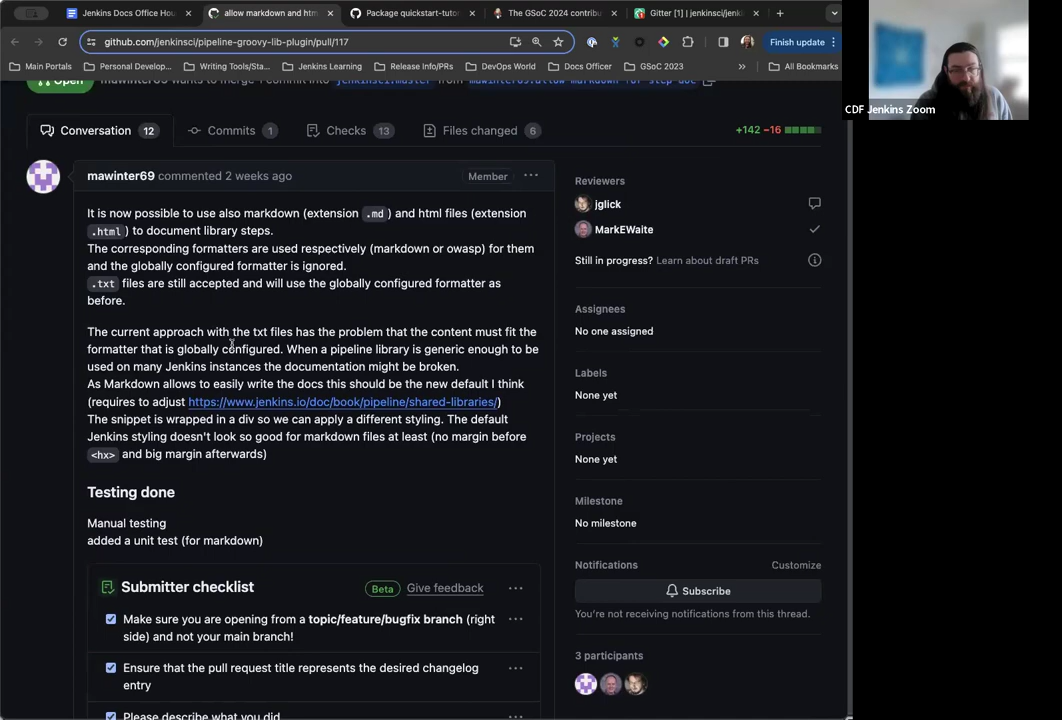 Jenkins Docs Office Hou
allow markdown and htm
Package quickstart-tuto
The GSoC 2024 contribu
Gitter [1] | jenkinsci/jenki
github.com/jenkinsci/pipeline-groovy-lib-plugin/pull/117
Finish update
Main Portals
Personal Develop...
Writing Tools/Sta...
Jenkins Learning
Release Info/PRs
DevOps World
Docs Officer
GSoC 2023
»
All Bookmarks
CDF Jenkins Zoom
Open
Conversation 12
Commits 1
Checks 13
Files changed 6
+142 −16
mawinter69 commented 2 weeks ago
Member
It is now possible to use also markdown (extension .md) and html files (extension
.html) to document library steps.
The corresponding formatters are used respectively (markdown or owasp) for them
and the globally configured formatter is ignored.
.txt files are still accepted and will use the globally configured formatter as
before.
The current approach with the txt files has the problem that the content must fit the
formatter that is globally configured. When a pipeline library is generic enough to be
used on many Jenkins instances the documentation might be broken.
As Markdown allows to easily write the docs this should be the new default I think
(requires to adjust https://www.jenkins.io/doc/book/pipeline/shared-libraries/)
The snippet is wrapped in a div so we can apply a different styling. The default
Jenkins styling doesn't look so good for markdown files at least (no margin before
<hx> and big margin afterwards)
Testing done
Manual testing
added a unit test (for markdown)
Submitter checklist
Beta
Give feedback
Make sure you are opening from a topic/feature/bugfix branch (right
side) and not your main branch!
Ensure that the pull request title represents the desired changelog
entry
Please describe what you did
Reviewers
jglick
MarkEWaite
Still in progress? Learn about draft PRs
Assignees
No one assigned
Labels
None yet
Projects
None yet
Milestone
No milestone
Notifications
Customize
Subscribe
You're not receiving notifications from this thread.
3 participants